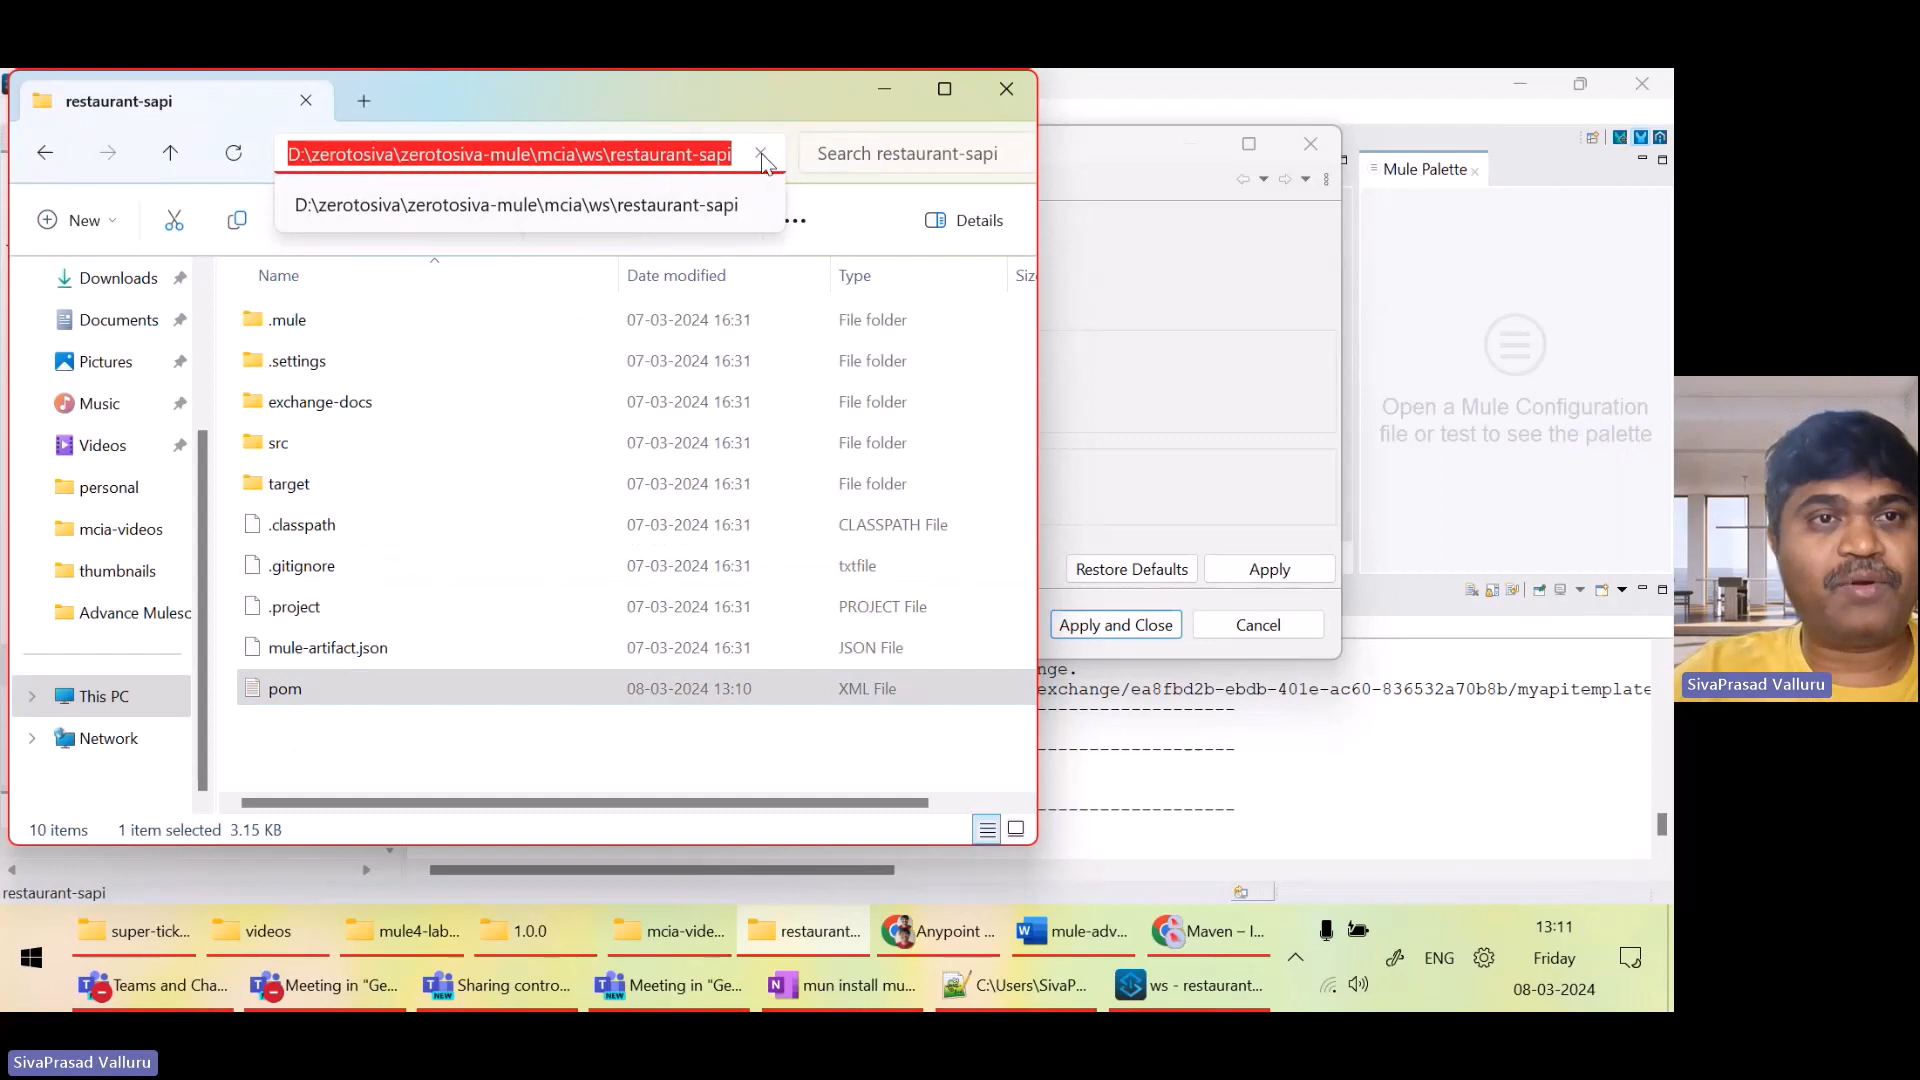 restaurant-sapi
D:\zerotosiva\zerotosiva-mule\mcia\ws\restaurant-sapi
Search restaurant-sapi
D:\zerotosiva\zerotosiva-mule\mcia\ws\restaurant-sapi
New
Details
Name
Date modified
Type
Siz
Downloads
Documents
Pictures
Music
Videos
personal
mcia-videos
thumbnails
Advance Mulesc
This PC
Network
.mule 07-03-2024 16:31 File folder
.settings 07-03-2024 16:31 File folder
exchange-docs 07-03-2024 16:31 File folder
src 07-03-2024 16:31 File folder
target 07-03-2024 16:31 File folder
.classpath 07-03-2024 16:31 CLASSPATH File
.gitignore 07-03-2024 16:31 txtfile
.project 07-03-2024 16:31 PROJECT File
mule-artifact.json 07-03-2024 16:31 JSON File
pom 08-03-2024 13:10 XML File
10 items 1 item selected 3.15 KB
Mule Palette
Open a Mule Configuration
file or test to see the palette
Restore Defaults
Apply
Apply and Close
Cancel
nge.
exchange/ea8fbd2b-ebdb-401e-ac60-836532a70b8b/myapitemplate
------------------------------
------------------------------
------------------------------
SivaPrasad Valluru
restaurant-sapi
super-tick...
videos
mule4-lab...
1.0.0
mcia-vide...
restaurant...
Anypoint ...
mule-adv...
Maven – I...
Teams and Cha...
Meeting in "Ge...
Sharing contro...
Meeting in "Ge...
mun install mu...
C:\Users\SivaP...
ws - restaurant...
ENG
13:11
Friday
08-03-2024
SivaPrasad Valluru